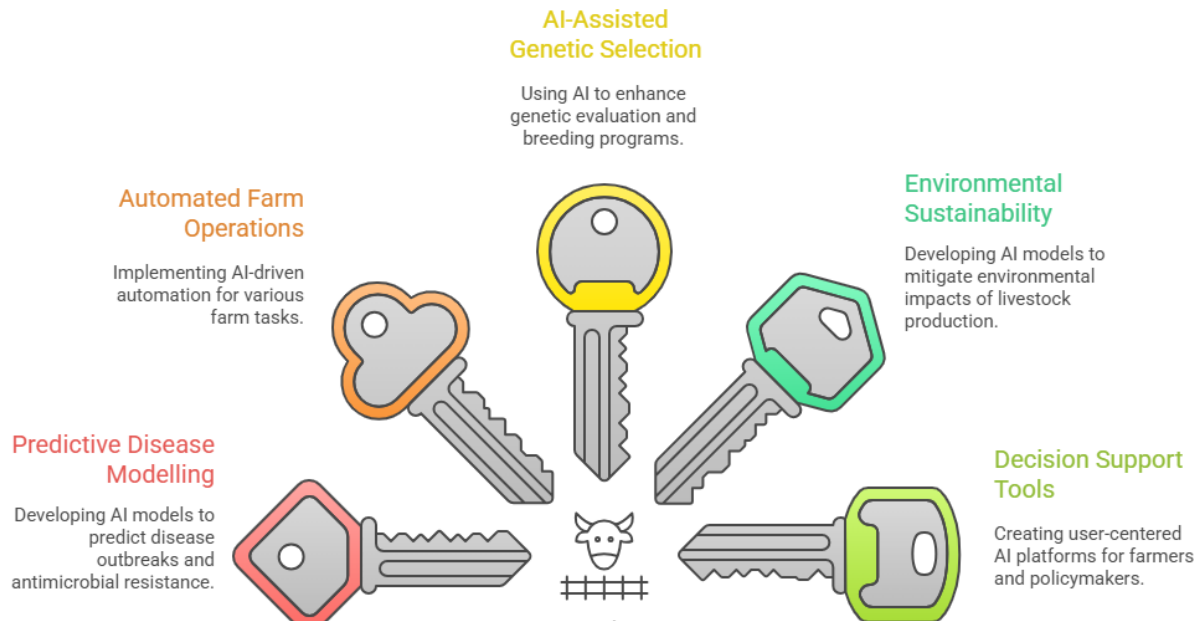 AI-Assisted
Genetic Selection
Using AI to enhance
genetic evaluation and
breeding programs.
Automated Farm
Operations
Implementing AI-driven
automation for various
farm tasks.
Environmental
Sustainability
Developing AI models to
mitigate environmental
impacts of livestock
production.
Predictive Disease
Modelling
Developing AI models to
predict disease
outbreaks and
antimicrobial resistance.
Decision Support
Tools
Creating user-centered
AI platforms for farmers
and policymakers.